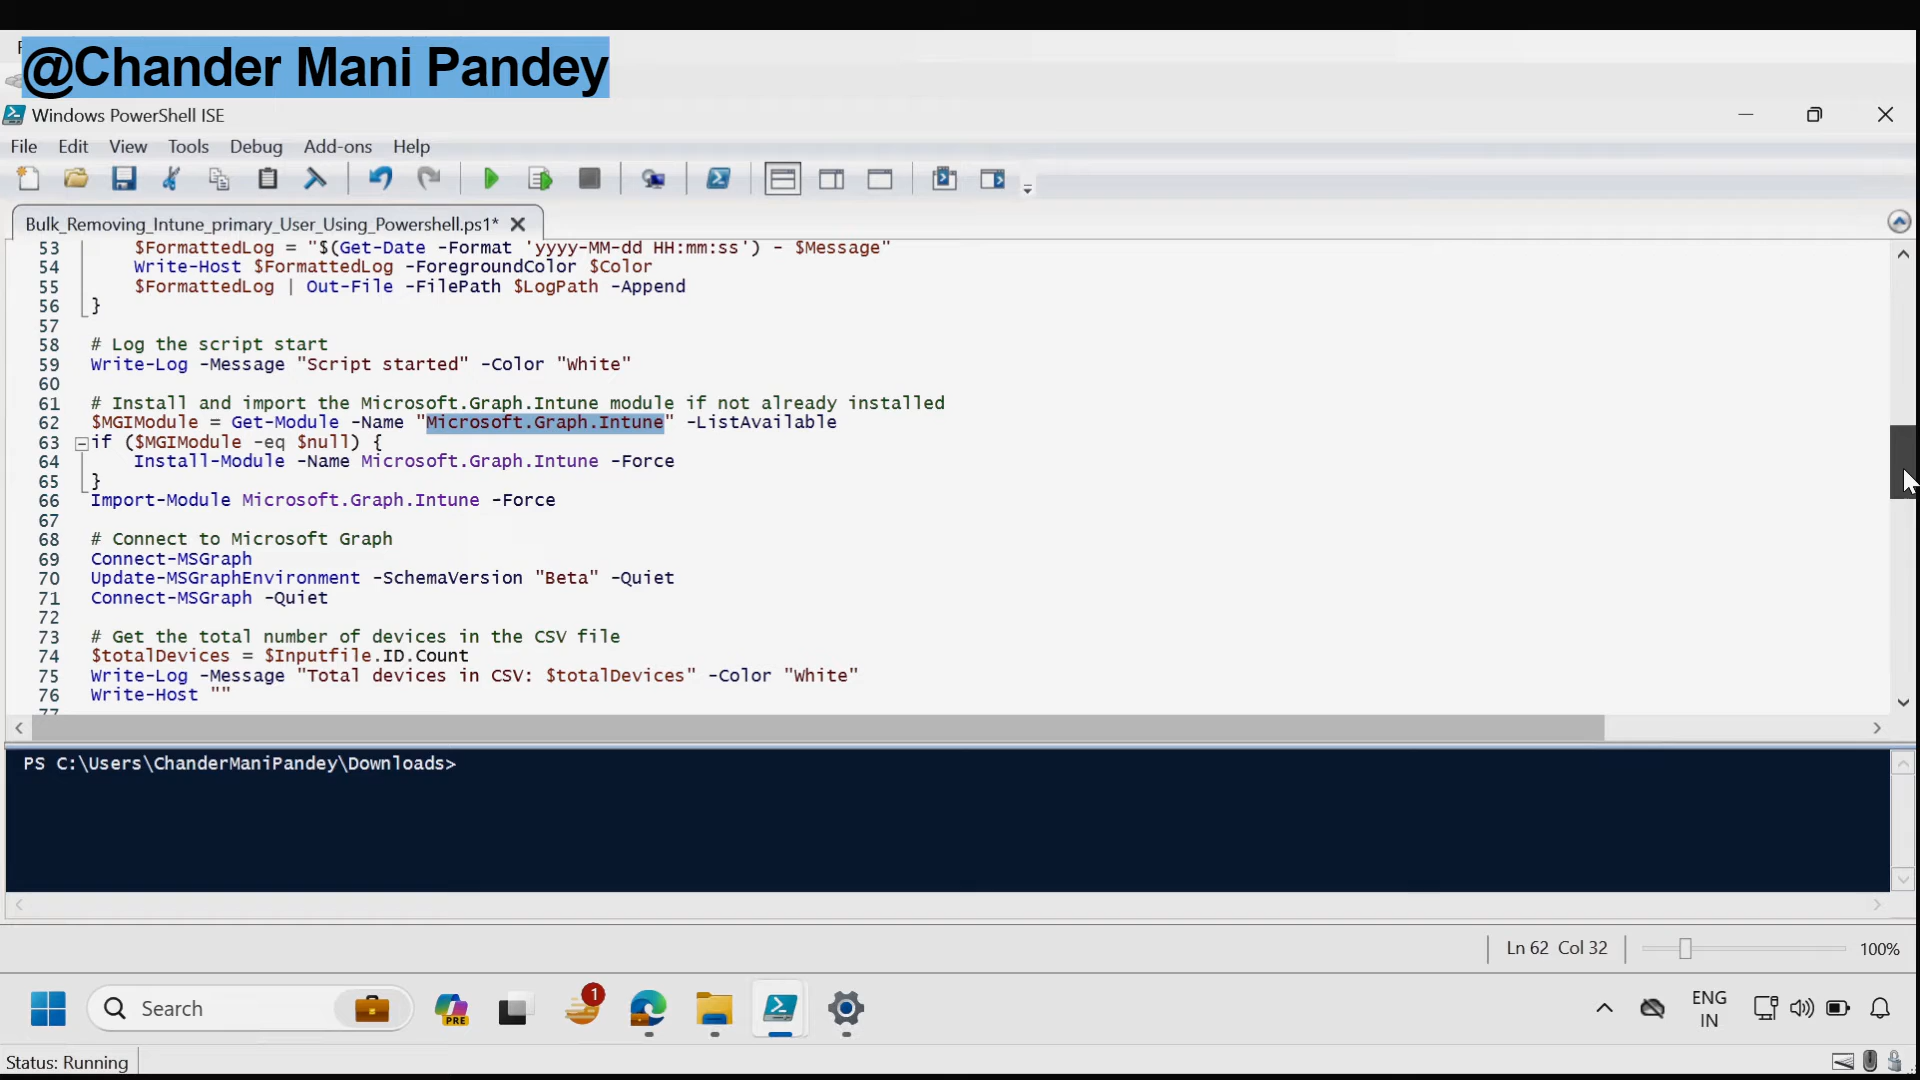 @Chander Mani Pandey
Windows PowerShell ISE
File Edit View Tools Debug Add-ons Help
Bulk_Removing_Intune_primary_User_Using_Powershell.ps1*
53 $FormattedLog = "$(Get-Date -Format 'yyyy-MM-dd HH:mm:ss') - $Message"
54 Write-Host $FormattedLog -ForegroundColor $Color
55 $FormattedLog | Out-File -FilePath $LogPath -Append
56 }
57
58 # Log the script start
59 Write-Log -Message "Script started" -Color "White"
60
61 # Install and import the Microsoft.Graph.Intune module if not already installed
62 $MGIModule = Get-Module -Name "Microsoft.Graph.Intune" -ListAvailable
63 if ($MGIModule -eq $null) {
64 Install-Module -Name Microsoft.Graph.Intune -Force
65 }
66 Import-Module Microsoft.Graph.Intune -Force
67
68 # Connect to Microsoft Graph
69 Connect-MSGraph
70 Update-MSGraphEnvironment -SchemaVersion "Beta" -Quiet
71 Connect-MSGraph -Quiet
72
73 # Get the total number of devices in the CSV file
74 $totalDevices = $Inputfile.ID.Count
75 Write-Log -Message "Total devices in CSV: $totalDevices" -Color "White"
76 Write-Host ""
77
PS C:\Users\ChanderManiPandey\Downloads>
Ln 62 Col 32 100%
Search PRE 1 ENG
IN
Status: Running